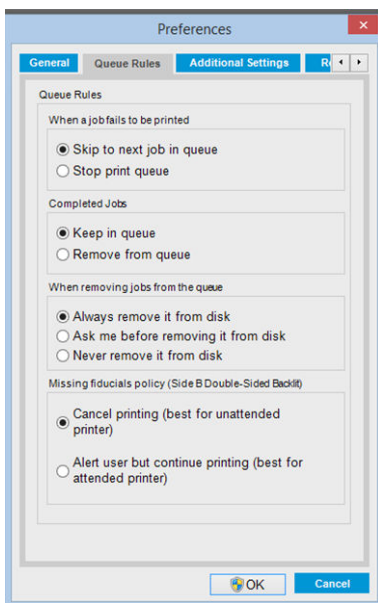 Preferences
General Queue Rules Additional Settings
Queue Rules
When a job fails to be printed
Skip to next job in queue
Stop print queue
Completed Jobs
Keep in queue
Remove from queue
When removing jobs from the queue
Always remove it from disk
Ask me before removing it from disk
Never remove it from disk
Missing fiducials policy (Side B Double-Sided Backlit)
Cancel printing (best for unattended
printer)
Alert user but continue printing (best for
attended printer)
OK Cancel